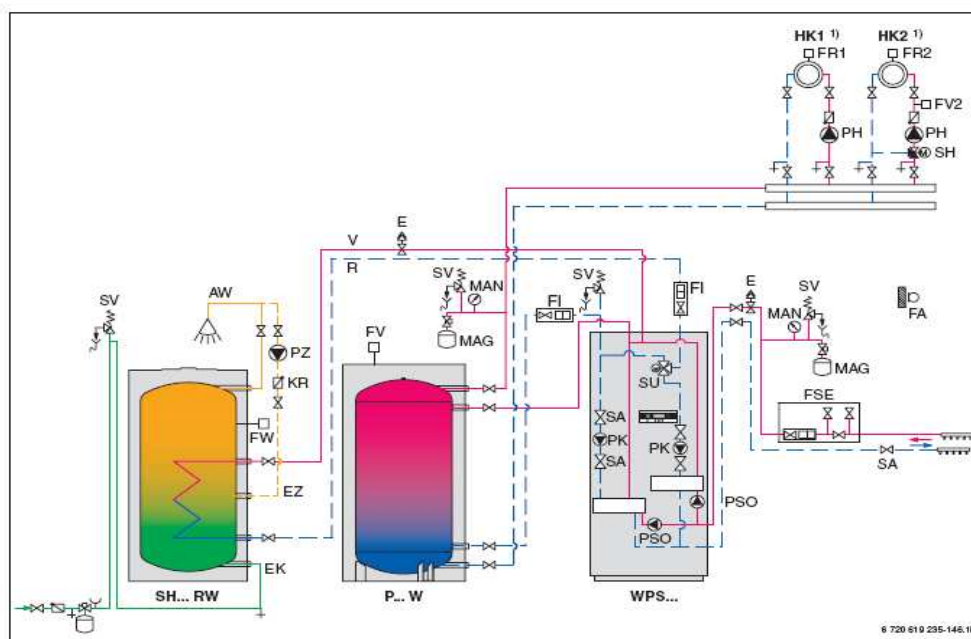 HK1 1) HK2 1)
FR1 FR2
FV2
PH PH
SH
E
V
R
SV MAN
SV
FI
FI
E SV
MAN
FA
SV
AW
FV
MAG
MAG
PZ
KR
SU
FSE
FW
SA
PK
PK
SA
SA
EZ
PSO
PSO
EK
SH... RW P... W WPS...
6 720 619 235-146.1